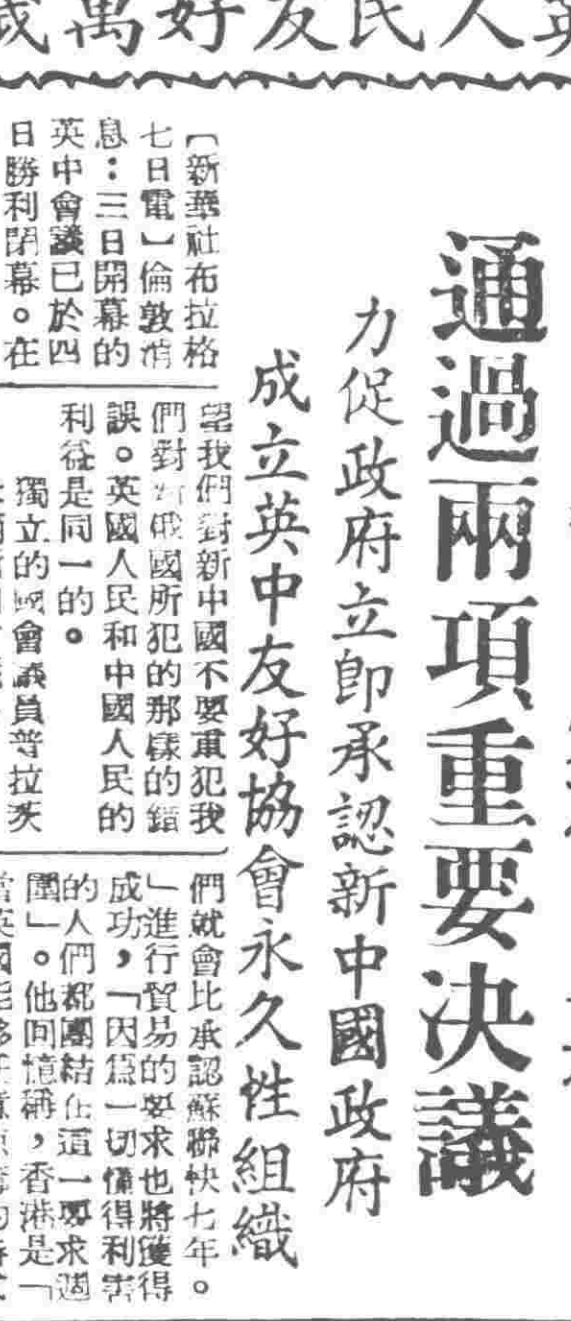 萬好友民人英
通過兩項重要決議
力促政府立即承認新中國政府
成立英中友好協會永久性組織
〔新華社布拉格
七日電〕倫敦消
息：三日開幕的
英中會議已於四
日勝利閉幕。在
望我們對新中國不要重犯我
們對俄國所犯的那樣的錯
誤。英國人民和中國人民的
利益是同一的。
獨立的國會議員普拉茨
們就會比承認蘇聯快七年。
」進行貿易的要求也將獲得
成功，「因爲一切懂得利害
的人們都團結在這一要求週
圍」。他回憶稱，香港是「